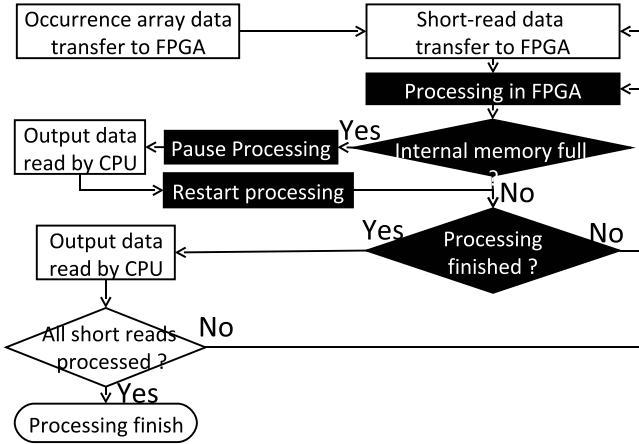 Occurrence array data
transfer to FPGA
Short-read data
transfer to FPGA
Processing in FPGA
Internal memory full
?
Yes
Pause Processing
Output data
read by CPU
Restart processing
No
Processing
finished ?
Yes
No
Output data
read by CPU
All short reads
processed ?
No
Yes
Processing finish